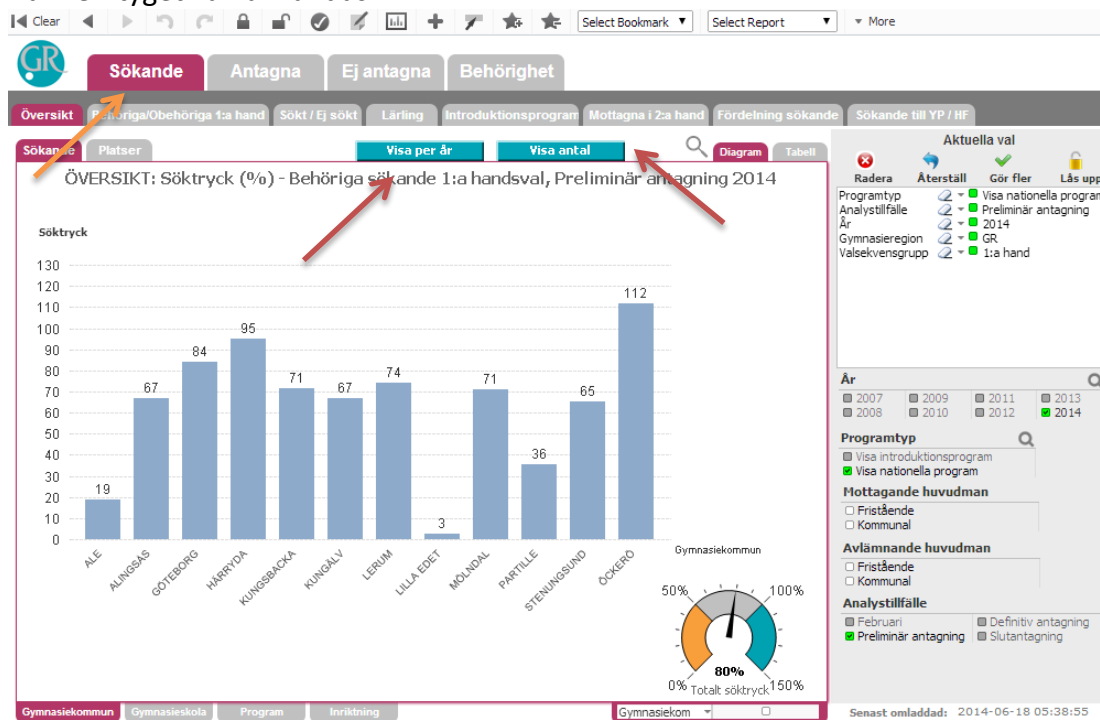 Clear Select Bookmark ▼ Select Report ▼ More
GR Sökande Antagna Ej antagna Behörighet
Översikt Behöriga/Obehöriga 1:a hand Sökt / Ej sökt Lärling Introduktionsprogram Mottagna i 2:a hand Fördelning sökande Sökande till YP / HF
Sökande Platser Visa per år Visa antal Diagram Tabell
ÖVERSIKT: Söktryck (%) - Behöriga sökande 1:a handsval, Preliminär antagning 2014
Söktryck
130
120
110
100
90
80
70
60
50
40
30
20
10
0
19
67
84
95
71
67
74
3
71
36
65
112
ALE
ALINGSÅS
GÖTEBORG
HÄRRYDA
KUNGSBACKA
KUNGÄLV
LERUM
LILLA EDET
MÖLNDAL
PARTILLE
STENUNGSUND
ÖCKERÖ
Gymnasiekommun
50% 100%
80%
0% Totalt söktryck 150%
Gymnasiekommun Gymnasieskola Program Inriktning Gymnasiekom
Aktuella val
Radera Återställ Gör fler Lås upp
Programtyp Visa nationella program
Analystillfälle Preliminär antagning
År 2014
Gymnasieregion GR
Valsekvensgrupp 1:a hand
År
2007 2009 2011 2013
2008 2010 2012 2014
Programtyp
Visa introduktionsprogram
Visa nationella program
Mottagande huvudman
Fristående
Kommunal
Avlämnande huvudman
Fristående
Kommunal
Analystillfälle
Februari Definitiv antagning
Preliminär antagning Slutantagning
Senast omladdad: 2014-06-18 05:38:55